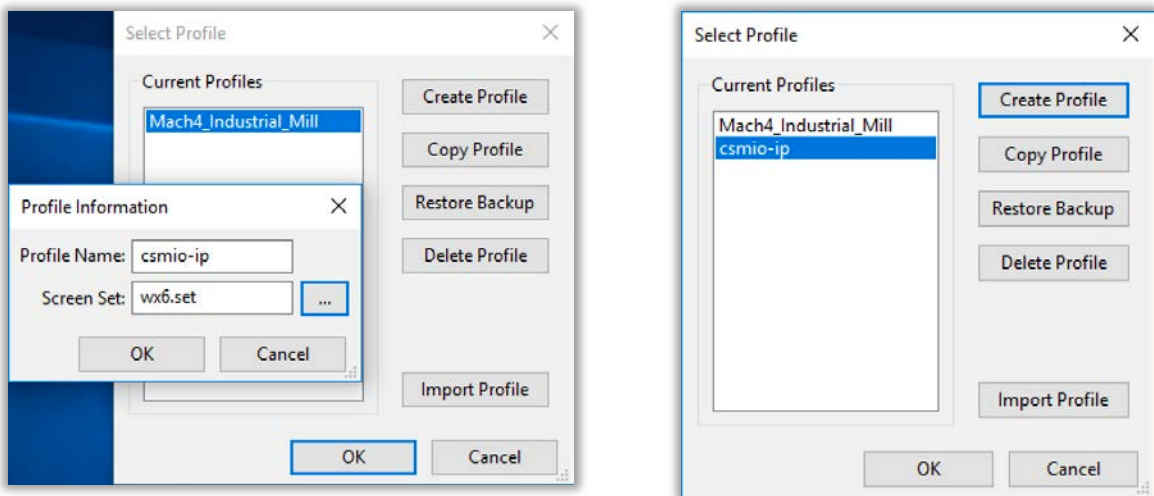 Select Profile
Current Profiles
Mach4_Industrial_Mill
Create Profile
Copy Profile
Restore Backup
Delete Profile
Import Profile
OK
Cancel
Profile Information
Profile Name:
csmio-ip
Screen Set:
wx6.set
...
OK
Cancel
Select Profile
Current Profiles
Mach4_Industrial_Mill
csmio-ip
Create Profile
Copy Profile
Restore Backup
Delete Profile
Import Profile
OK
Cancel